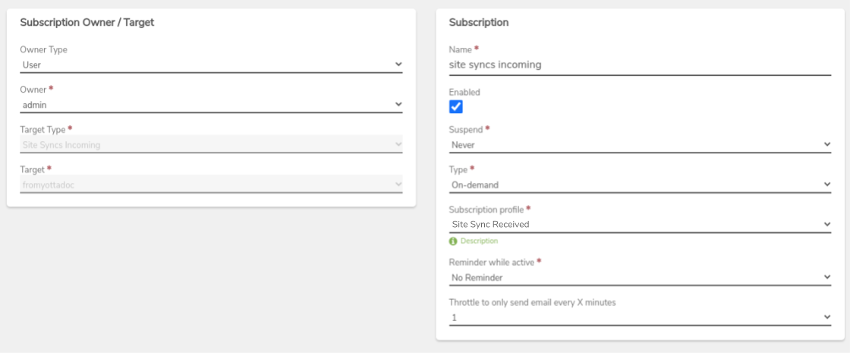 Subscription Owner / Target
Owner Type
User
Owner *
admin
Target Type *
Site Syncs Incoming
Target *
fromyottadoc
Subscription
Name *
site syncs incoming
Enabled
Suspend *
Never
Type *
On-demand
Subscription profile *
Site Sync Received
Description
Reminder while active *
No Reminder
Throttle to only send email every X minutes
1